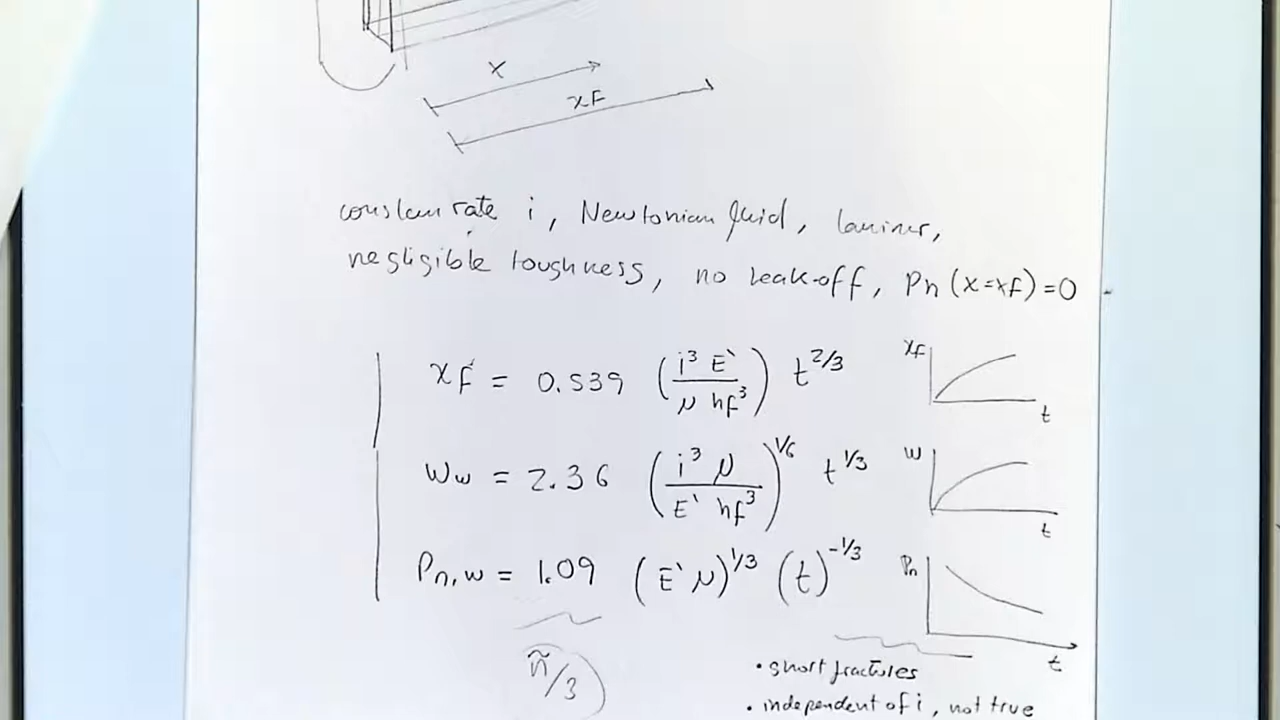 x
xF
constan rate i, Newtonian fluid, laminar,
negligible toughness, no leak-off, Pn (x=xf) = 0
xF = 0.539 (i³ E' / μ hf³) t^2/3
xf
t
Ww = 2.36 (i³ μ / E' hf³)^1/6 t^1/3
w
t
Pn,w = 1.09 (E' μ)^1/3 (t)^-1/3
Pn
t
π/3
• short fractures
• independent of i, not true